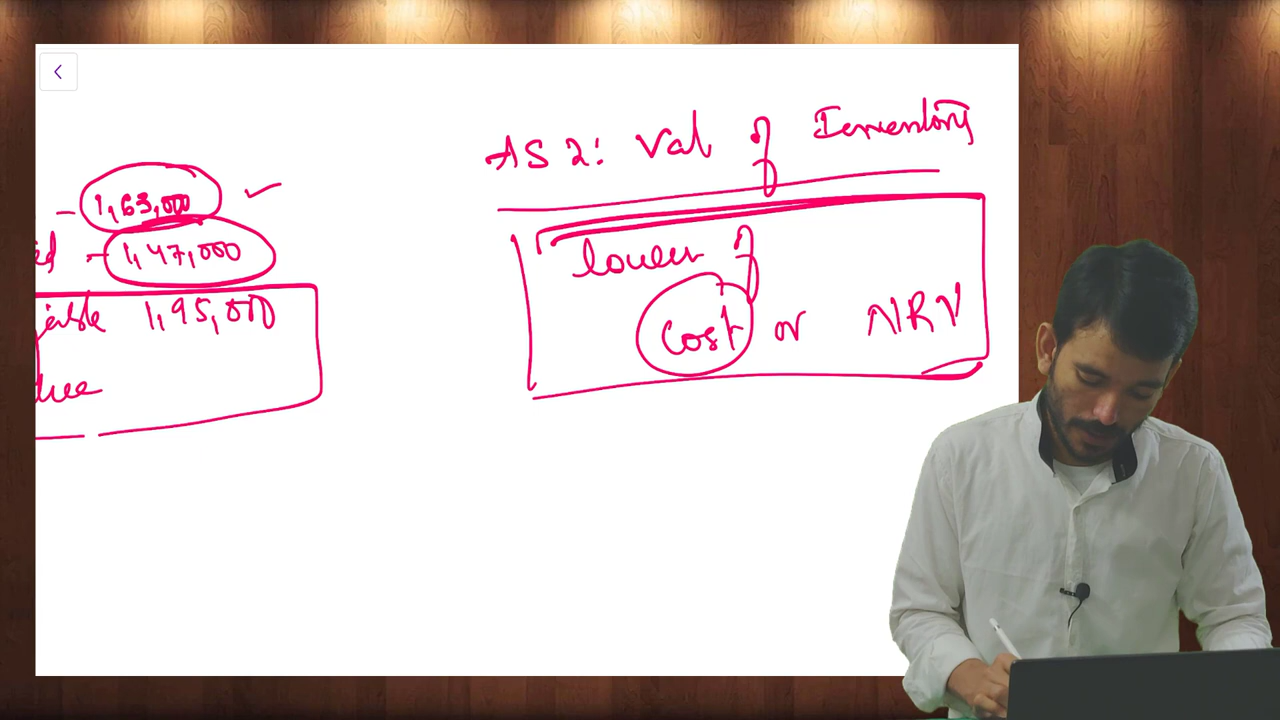 AS 2: Val of Inventory
– 1,63,000 ✓
– 1,47,000
1,95,000
lower of
Cost or NRV